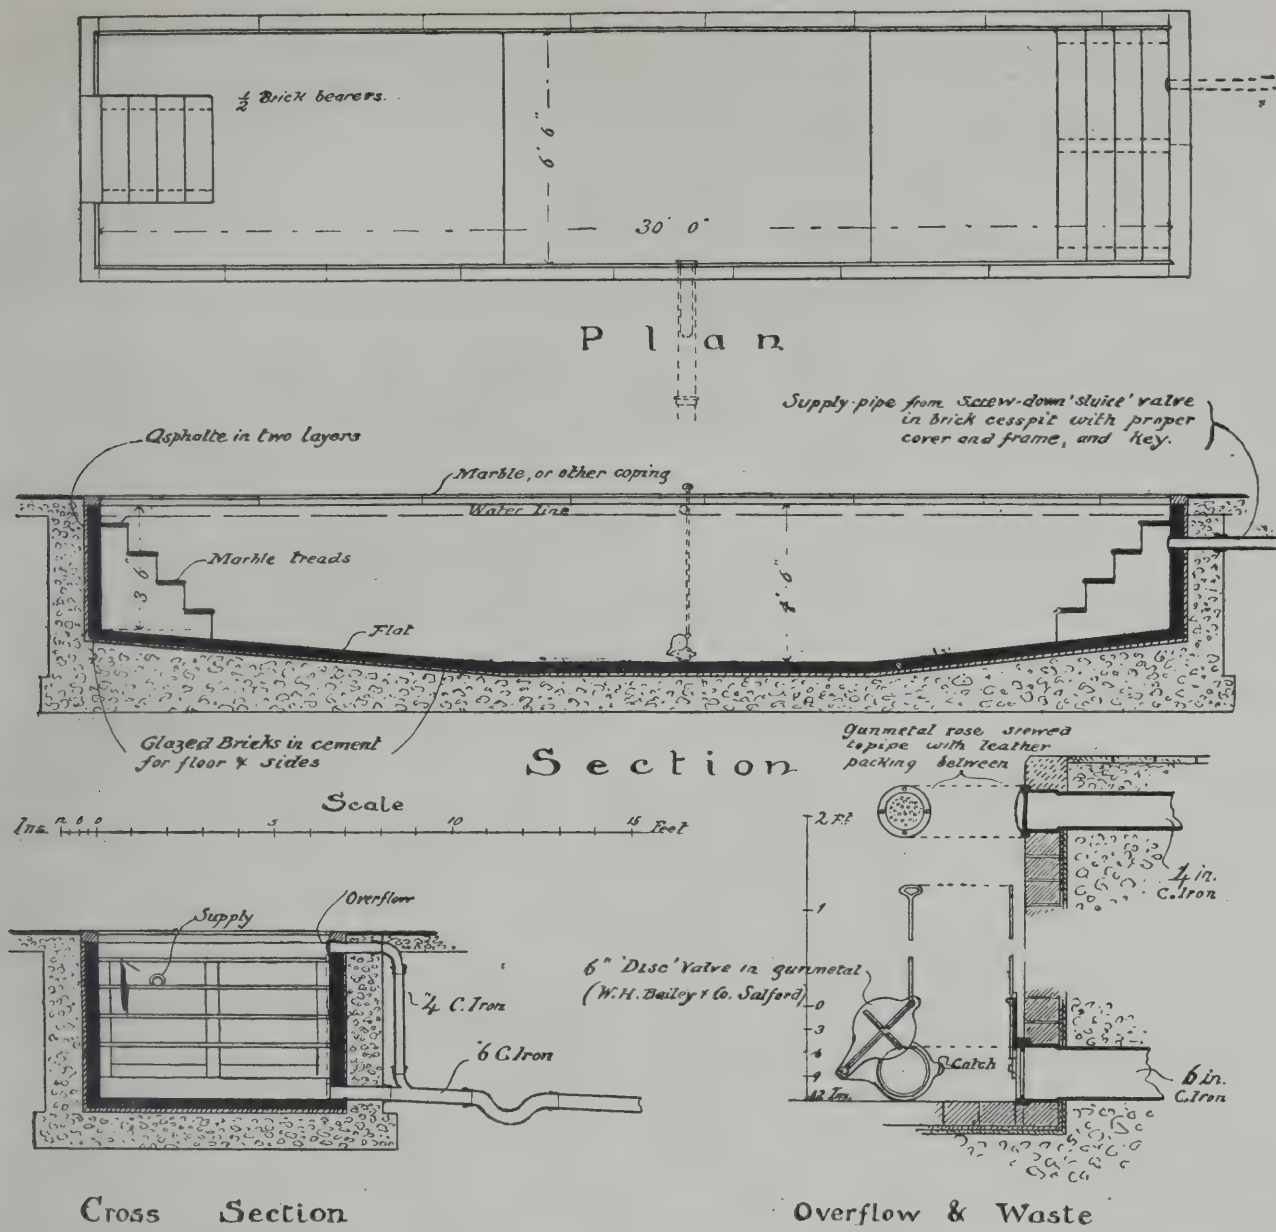 ½ Brick bearers.
6' 6"
30' 0"
Plan
Supply-pipe from screw-down 'sluice' valve
in brick cesspit with proper
cover and frame, and Key.
Asphalte in two layers
Marble, or other coping
Water line
Marble treads
3' 6"
4' 6"
Flat
Glazed Bricks in cement
for floor & sides
Section
Gunmetal rose screwed
to pipe with leather
packing between
Scale
Ins. 12 6 0 5 10 15 Feet
2 Ft
1
4 in.
C. Iron
Supply
Overflow
"4 C. Iron
"6 C. Iron
6" 'Disc' Valve in gunmetal
(W. H. Bailey & Co. Salford)
0
3
6
9
12 Ins.
Catch
6 in.
C. Iron
Cross Section
Overflow & Waste